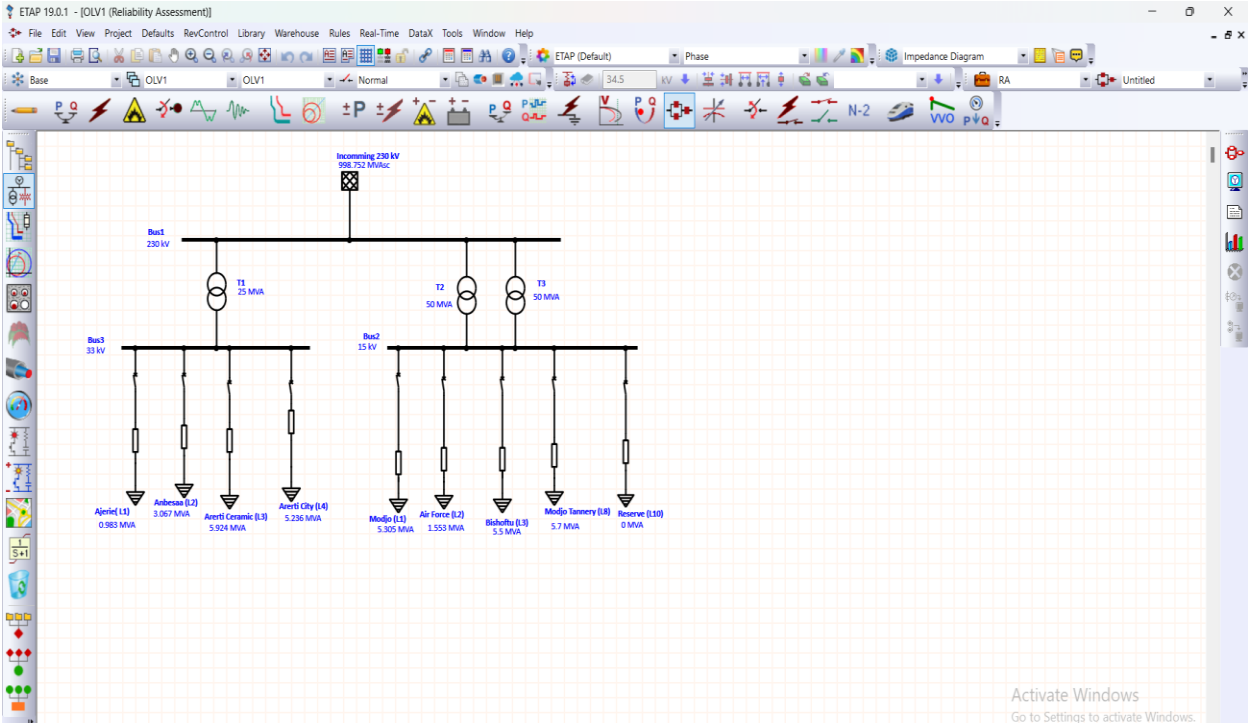 ETAP 19.0.1 - [OLV1 (Reliability Assessment)]
File Edit View Project Defaults RevControl Library Warehouse Rules Real-Time DataX Tools Window Help
ETAP (Default) Phase Impedance Diagram
Base OLV1 OLV1 Normal 34.5 kV RA Untitled
N-2 VVO
Incomming 230 kV
998.752 MVAsc
Bus1
230 kV
T1
25 MVA
T2
50 MVA
T3
50 MVA
Bus3
33 kV
Bus2
15 kV
Ajerie( L1)
0.983 MVA
Anbesaa (L2)
3.067 MVA
Arerti Ceramic (L3)
5.924 MVA
Arerti City (L4)
5.236 MVA
Modjo (L1)
5.305 MVA
Air Force (L2)
1.553 MVA
Bishoftu (L3)
5.5 MVA
Modjo Tannery (L8)
5.7 MVA
Reserve (L10)
0 MVA
1
S+1
Activate Windows
Go to Settings to activate Windows.